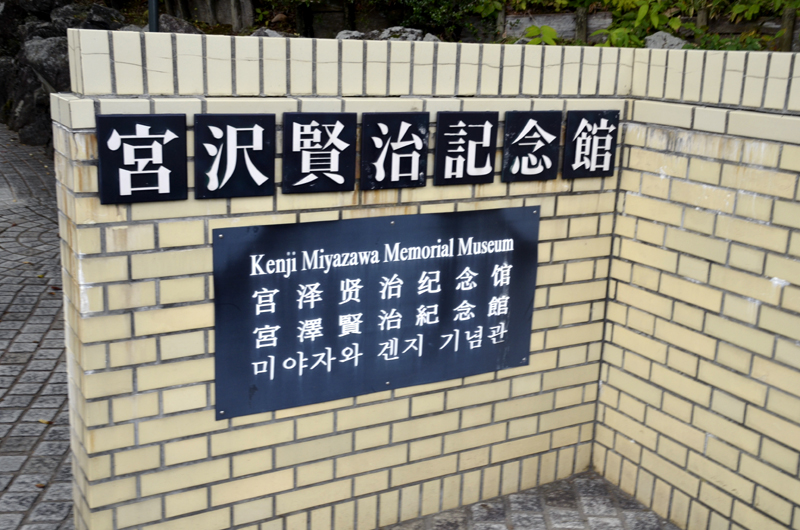 宮沢賢治記念館
Kenji Miyazawa Memorial Museum
宫泽贤治纪念馆
宮澤賢治紀念館
미야자와 겐지 기념관